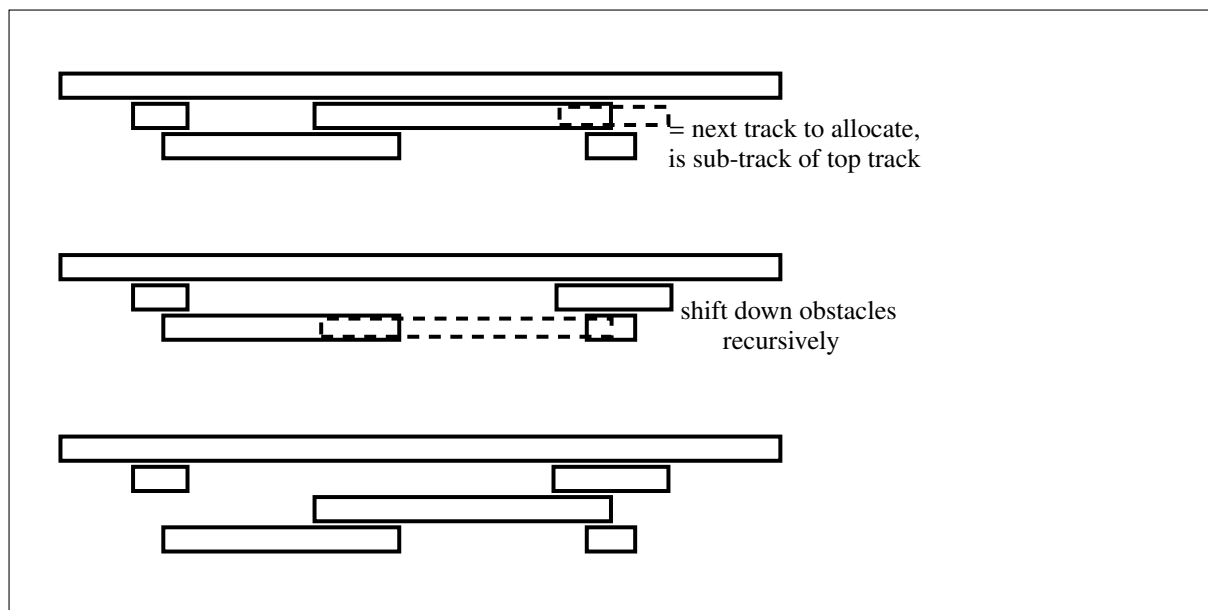 = next track to allocate,
is sub-track of top track
shift down obstacles
recursively